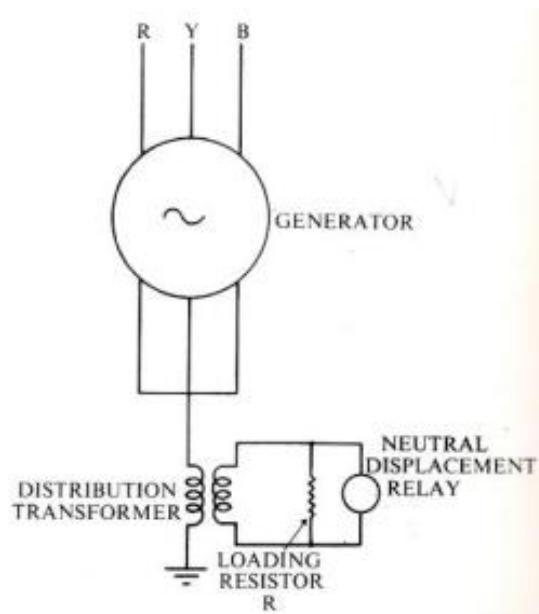 R Y B
GENERATOR
DISTRIBUTION
TRANSFORMER
NEUTRAL
DISPLACEMENT
RELAY
LOADING
RESISTOR
R